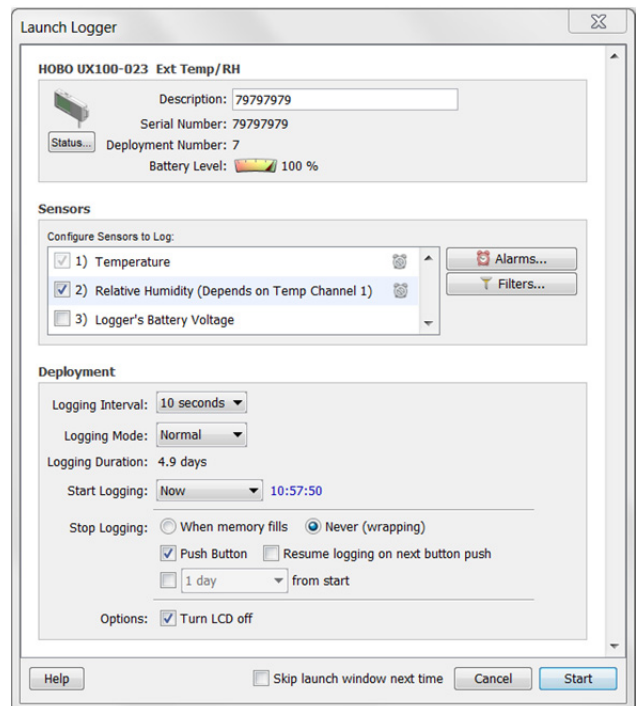 Launch Logger
HOBO UX100-023 Ext Temp/RH
Description: 79797979
Serial Number: 79797979
Status... Deployment Number: 7
Battery Level: 100 %
Sensors
Configure Sensors to Log:
1) Temperature
Alarms...
2) Relative Humidity (Depends on Temp Channel 1)
Filters...
3) Logger's Battery Voltage
Deployment
Logging Interval: 10 seconds
Logging Mode: Normal
Logging Duration: 4.9 days
Start Logging: Now 10:57:50
Stop Logging: When memory fills Never (wrapping)
Push Button Resume logging on next button push
1 day from start
Options: Turn LCD off
Help Skip launch window next time Cancel Start